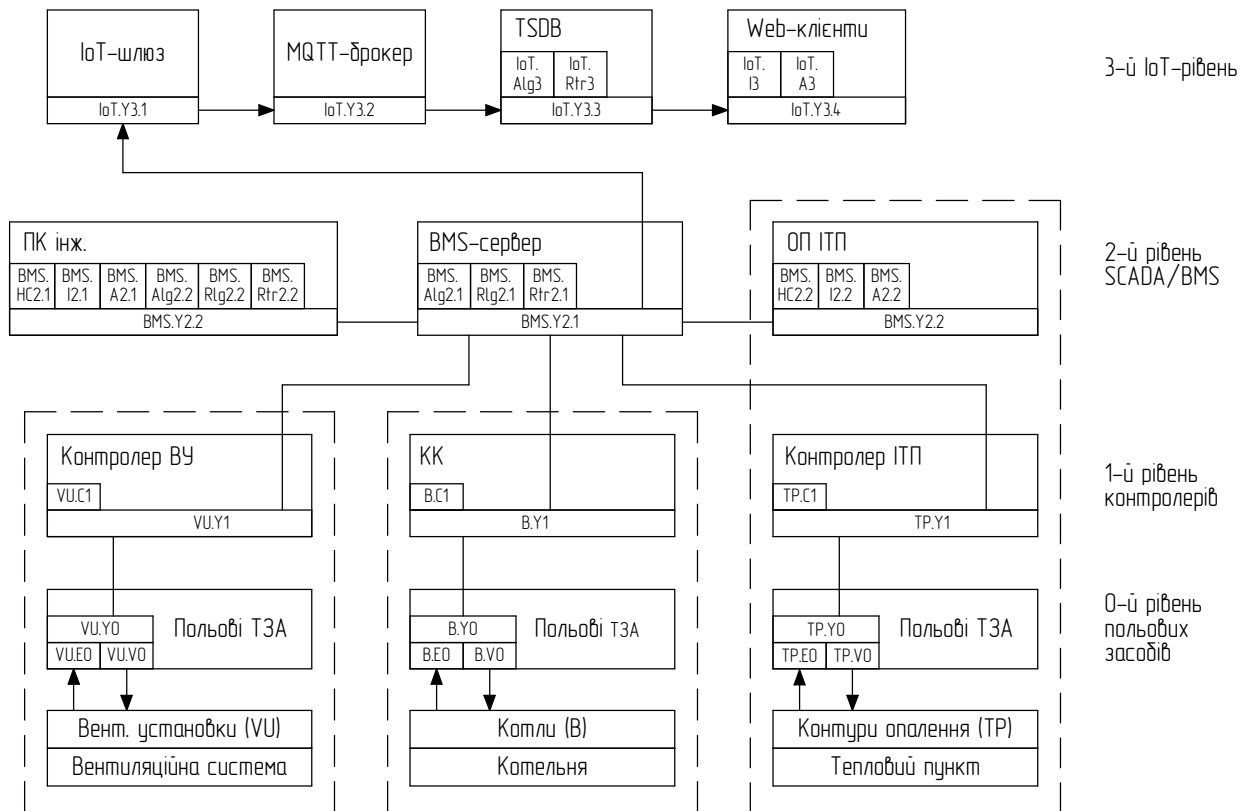 IoT-шлюз
IoT.Y3.1
MQTT-брокер
IoT.Y3.2
TSDB
IoT.
Alg3
IoT.
Rtr3
IoT.Y3.3
Web-клієнти
IoT.
I3
IoT.
A3
IoT.Y3.4
3-й IoT-рівень
ПК інж.
BMS.
HC2.1
BMS.
I2.1
BMS.
A2.1
BMS.
Alg2.2
BMS.
Rlg2.2
BMS.
Rtr2.2
BMS.Y2.2
BMS-сервер
BMS.
Alg2.1
BMS.
Rlg2.1
BMS.
Rtr2.1
BMS.Y2.1
ОП ІТП
BMS.
HC2.2
BMS.
I2.2
BMS.
A2.2
BMS.Y2.2
2-й рівень
SCADA/BMS
Контролер ВУ
VU.C1
VU.Y1
КК
B.C1
B.Y1
Контролер ІТП
TP.C1
TP.Y1
1-й рівень
контролерів
VU.Y0
VU.E0
VU.V0
Польові ТЗА
B.Y0
B.E0
B.V0
Польові ТЗА
TP.Y0
TP.E0
TP.V0
Польові ТЗА
0-й рівень
польових
засобів
Вент. установки (VU)
Вентиляційна система
Котли (B)
Котельня
Контури опалення (TP)
Тепловий пункт